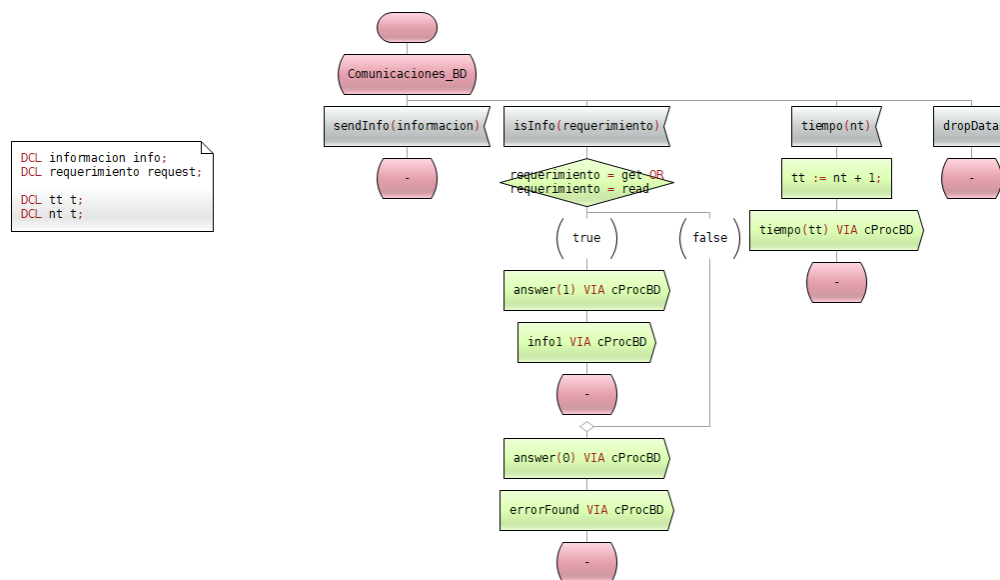 Comunicaciones_BD
sendInfo(informacion)
isInfo(requerimiento)
tiempo(nt)
dropData
DCL informacion info;
DCL requerimiento request;
DCL tt t;
DCL nt t;
-
requerimiento = get OR
requerimiento = read
tt := nt + 1;
-
true
false
tiempo(tt) VIA cProcBD
-
answer(1) VIA cProcBD
info1 VIA cProcBD
-
answer(0) VIA cProcBD
errorFound VIA cProcBD
-